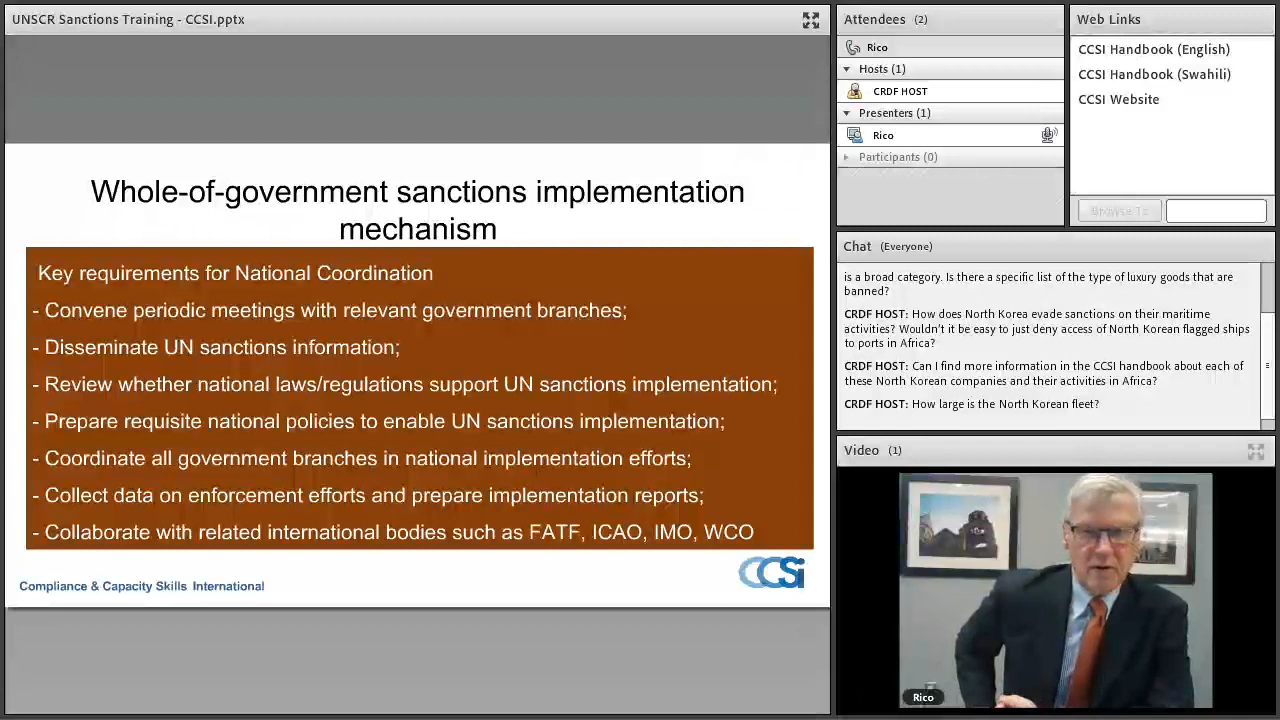 UNSCR Sanctions Training - CCSI.pptx
Whole-of-government sanctions implementation
mechanism
Key requirements for National Coordination
- Convene periodic meetings with relevant government branches;
- Disseminate UN sanctions information;
- Review whether national laws/regulations support UN sanctions implementation;
- Prepare requisite national policies to enable UN sanctions implementation;
- Coordinate all government branches in national implementation efforts;
- Collect data on enforcement efforts and prepare implementation reports;
- Collaborate with related international bodies such as FATF, ICAO, IMO, WCO
Compliance & Capacity Skills International
CCSi
Attendees (2)
Rico
Hosts (1)
CRDF HOST
Presenters (1)
Rico
Participants (0)
Web Links
CCSI Handbook (English)
CCSI Handbook (Swahili)
CCSI Website
Browse To
Chat (Everyone)
is a broad category. Is there a specific list of the type of luxury goods that are
banned?
CRDF HOST: How does North Korea evade sanctions on their maritime
activities? Wouldn't it be easy to just deny access of North Korean flagged ships
to ports in Africa?
CRDF HOST: Can I find more information in the CCSI handbook about each of
these North Korean companies and their activities in Africa?
CRDF HOST: How large is the North Korean fleet?
Video (1)
Rico